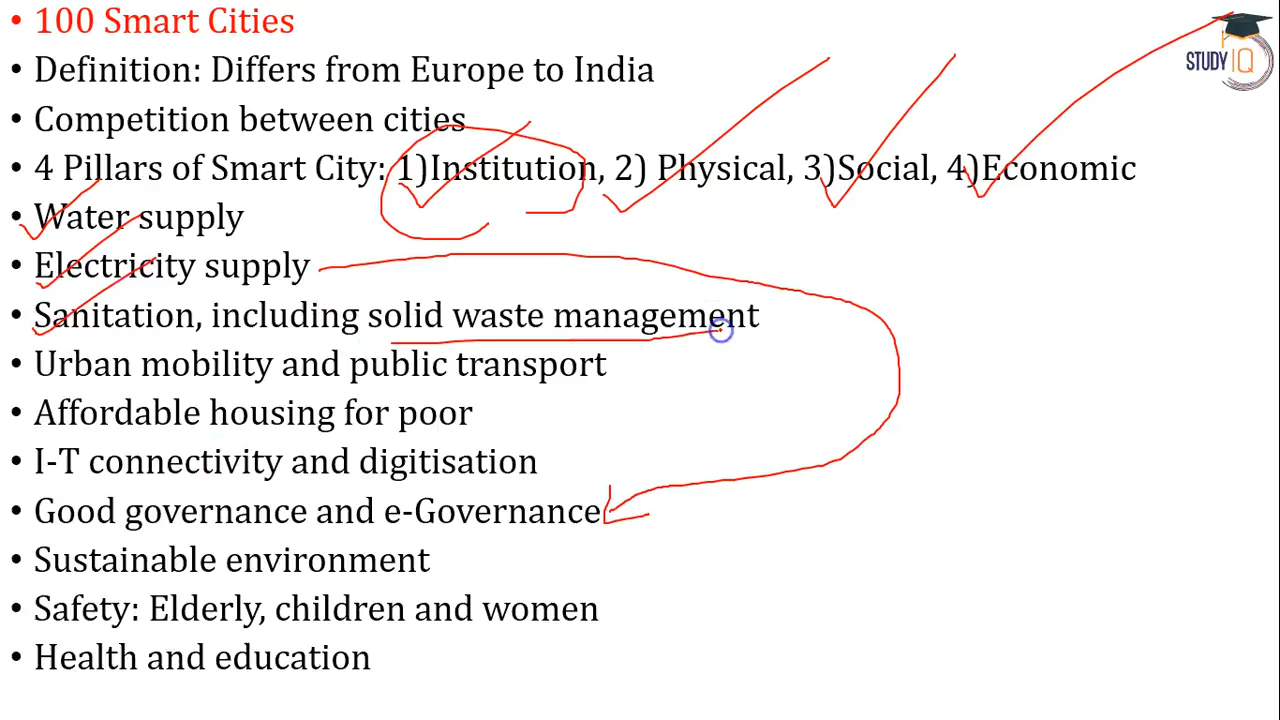 • 100 Smart Cities
• Definition: Differs from Europe to India
• Competition between cities
• 4 Pillars of Smart City: 1)Institution, 2) Physical, 3)Social, 4)Economic
• Water supply
• Electricity supply
• Sanitation, including solid waste management
• Urban mobility and public transport
• Affordable housing for poor
• I-T connectivity and digitisation
• Good governance and e-Governance
• Sustainable environment
• Safety: Elderly, children and women
• Health and education
STUDY IQ